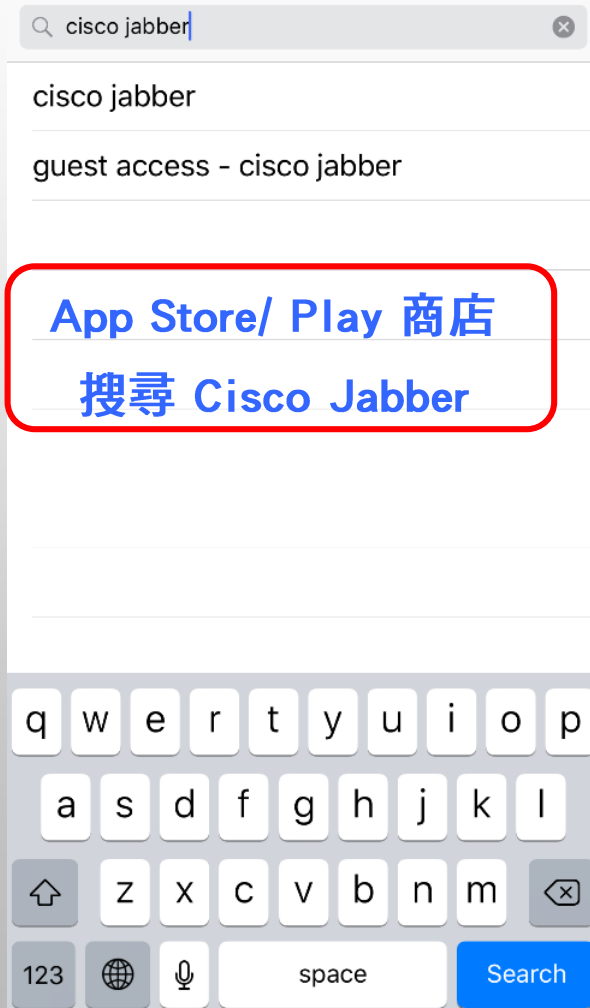 cisco jabber
cisco jabber
guest access - cisco jabber
App Store/ Play 商店
搜尋 Cisco Jabber
q w e r t y u i o p
a s d f g h j k l
z x c v b n m
123 space Search